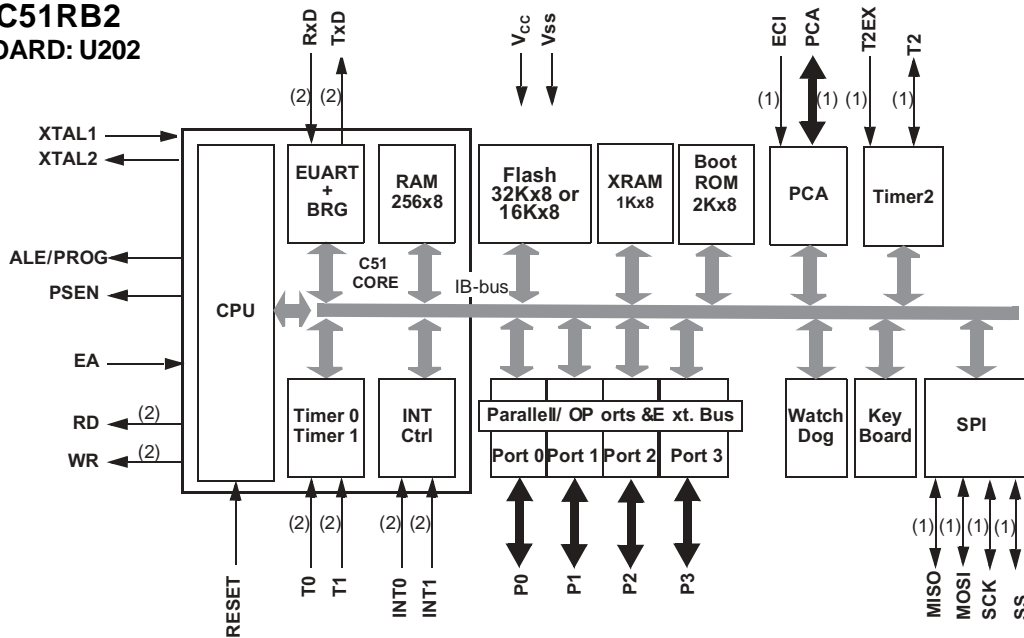 C51RB2
OARD: U202
RxD
TxD
Vcc
Vss
ECI
PCA
T2EX
T2
(2) (2)
(1) (1) (1) (1)
XTAL1
XTAL2
ALE/PROG
PSEN
EA
RD (2)
WR (2)
CPU
EUART
+
BRG
RAM
256x8
C51
CORE
IB-bus
Flash
32Kx8 or
16Kx8
XRAM
1Kx8
Boot
ROM
2Kx8
PCA
Timer2
Timer 0
Timer 1
INT
Ctrl
Parallell/ OP orts &E xt. Bus
Port 0 Port 1 Port 2 Port 3
Watch
Dog
Key
Board
SPI
(2) (2) (2) (2)
(1) (1) (1) (1)
RESET
T0
T1
INT0
INT1
P0
P1
P2
P3
MISO
MOSI
SCK
SS